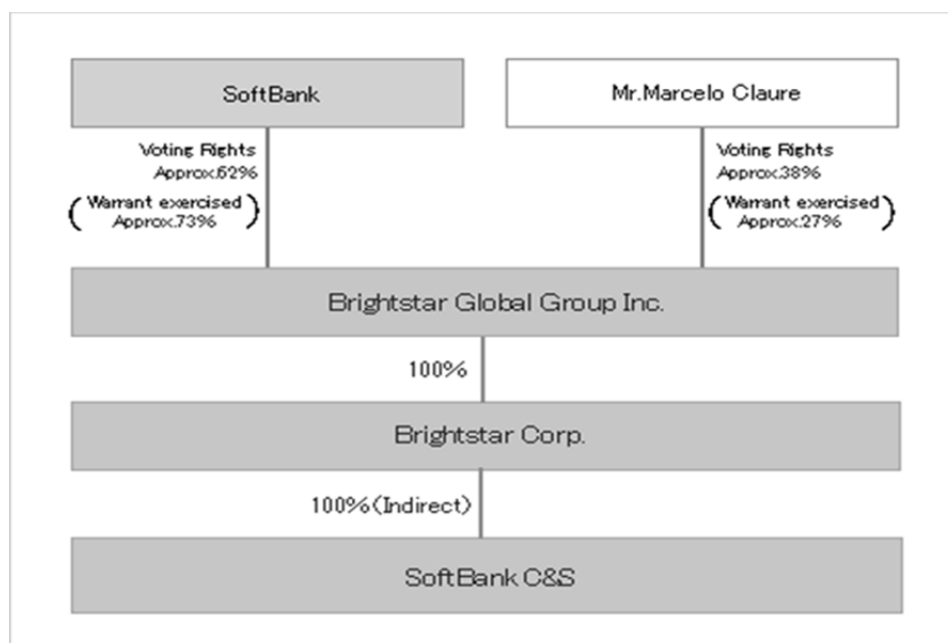 SoftBank
Mr.Marcelo Claure
Voting Rights
Approx.62%
(Warrant exercised
Approx.73%)
Voting Rights
Approx.38%
(Warrant exercised
Approx.27%)
Brightstar Global Group Inc.
100%
Brightstar Corp.
100%(Indirect)
SoftBank C&S